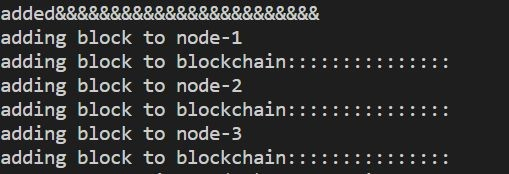 added&&&&&&&&&&&&&&&&&&&&&&&&
adding block to node-1
adding block to blockchain:::::::::::::::
adding block to node-2
adding block to blockchain:::::::::::::::
adding block to node-3
adding block to blockchain:::::::::::::::